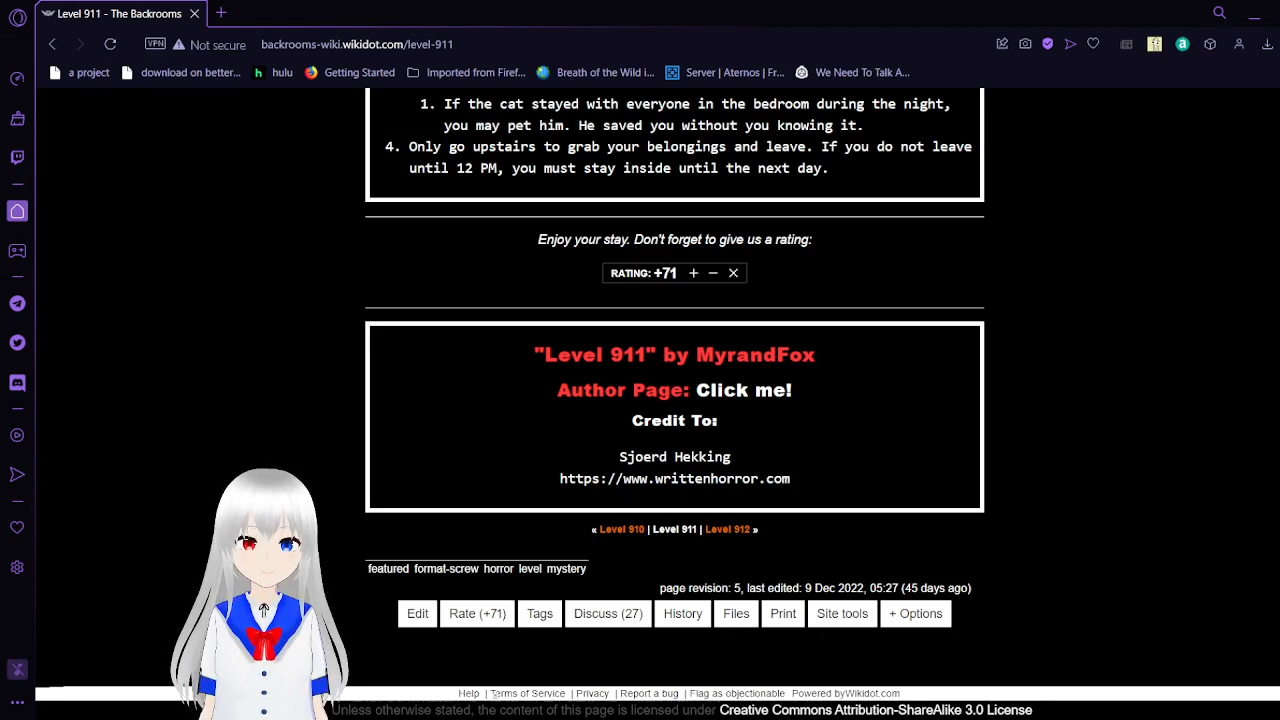 Level 911 - The Backrooms
VPN Not secure backrooms-wiki.wikidot.com/level-911
a project download on better... hulu Getting Started Imported from Firef... Breath of the Wild i... Server | Aternos | Fr... We Need To Talk A...
1. If the cat stayed with everyone in the bedroom during the night,
you may pet him. He saved you without you knowing it.
4. Only go upstairs to grab your belongings and leave. If you do not leave
until 12 PM, you must stay inside until the next day.
Enjoy your stay. Don't forget to give us a rating:
RATING: +71 + − X
"Level 911" by MyrandFox
Author Page: Click me!
Credit To:
Sjoerd Hekking
https://www.writtenhorror.com
« Level 910 | Level 911 | Level 912 »
featured format-screw horror level mystery
page revision: 5, last edited: 9 Dec 2022, 05:27 (45 days ago)
Edit Rate (+71) Tags Discuss (27) History Files Print Site tools + Options
Help | Terms of Service | Privacy | Report a bug | Flag as objectionable Powered by Wikidot.com
Unless otherwise stated, the content of this page is licensed under Creative Commons Attribution-ShareAlike 3.0 License